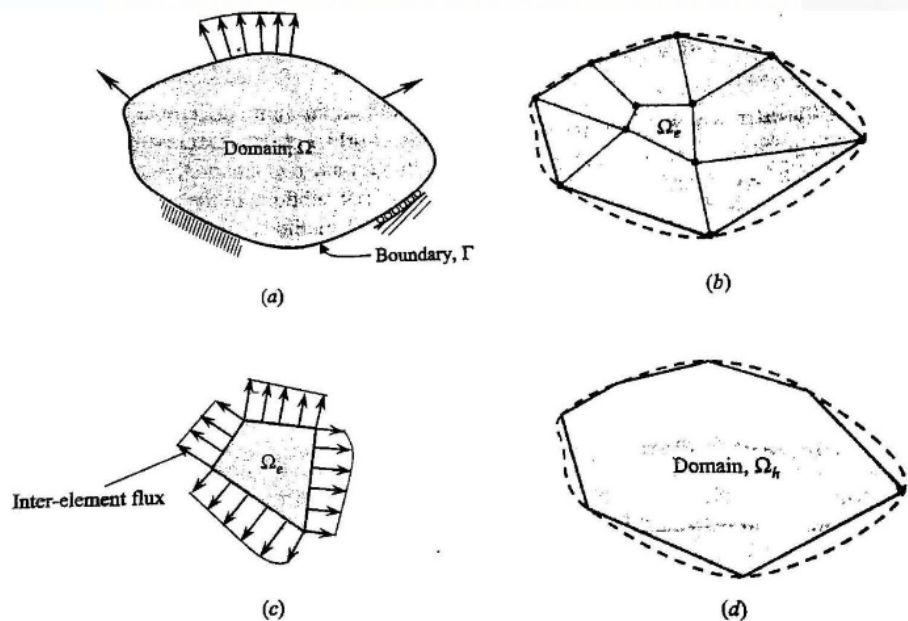 Domain, Ω
Boundary, Γ
(a)
Ωₑ
(b)
Ωₑ
Inter-element flux
(c)
Domain, Ωₕ
(d)